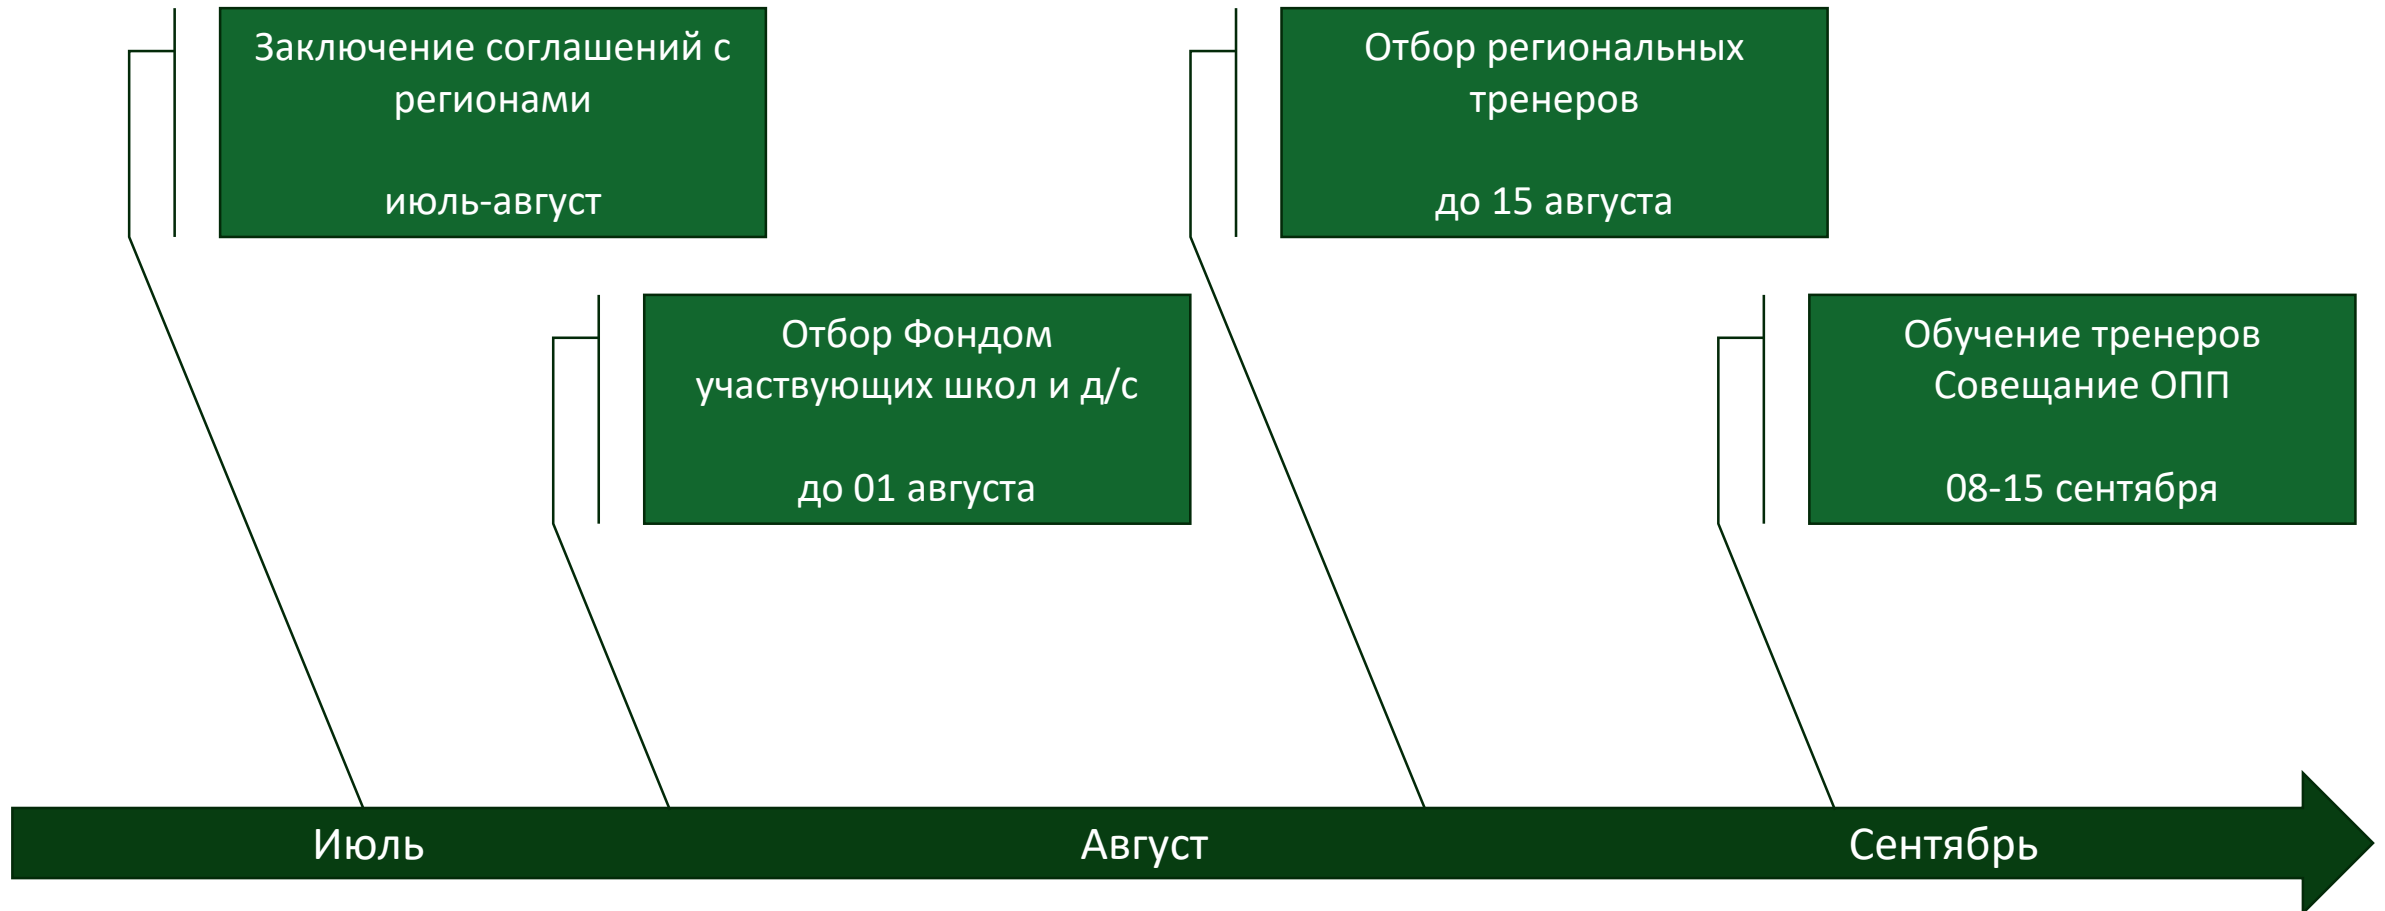 Заключение соглашений с
регионами
июль-август
Отбор региональных
тренеров
до 15 августа
Отбор Фондом
участвующих школ и д/с
до 01 августа
Обучение тренеров
Совещание ОПП
08-15 сентября
Июль
Август
Сентябрь